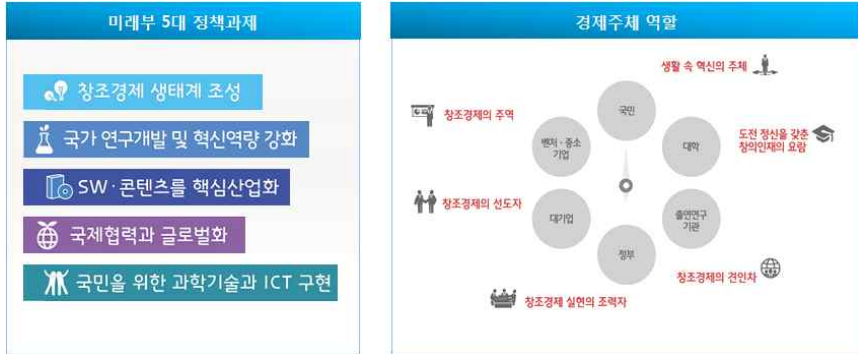 미래부 5대 정책과제
창조경제 생태계 조성
국가 연구개발 및 혁신역량 강화
SW·콘텐츠를 핵심산업화
국제협력과 글로벌화
국민을 위한 과학기술과 ICT 구현
경제주체 역할
생활 속 혁신의 주체
국민
창조경제의 주역
벤처·중소
기업
대학
도전 정신을 갖춘
창의인재의 요람
창조경제의 선도자
대기업
출연연구
기관
정부
창조경제의 견인차
창조경제 실현의 조력자